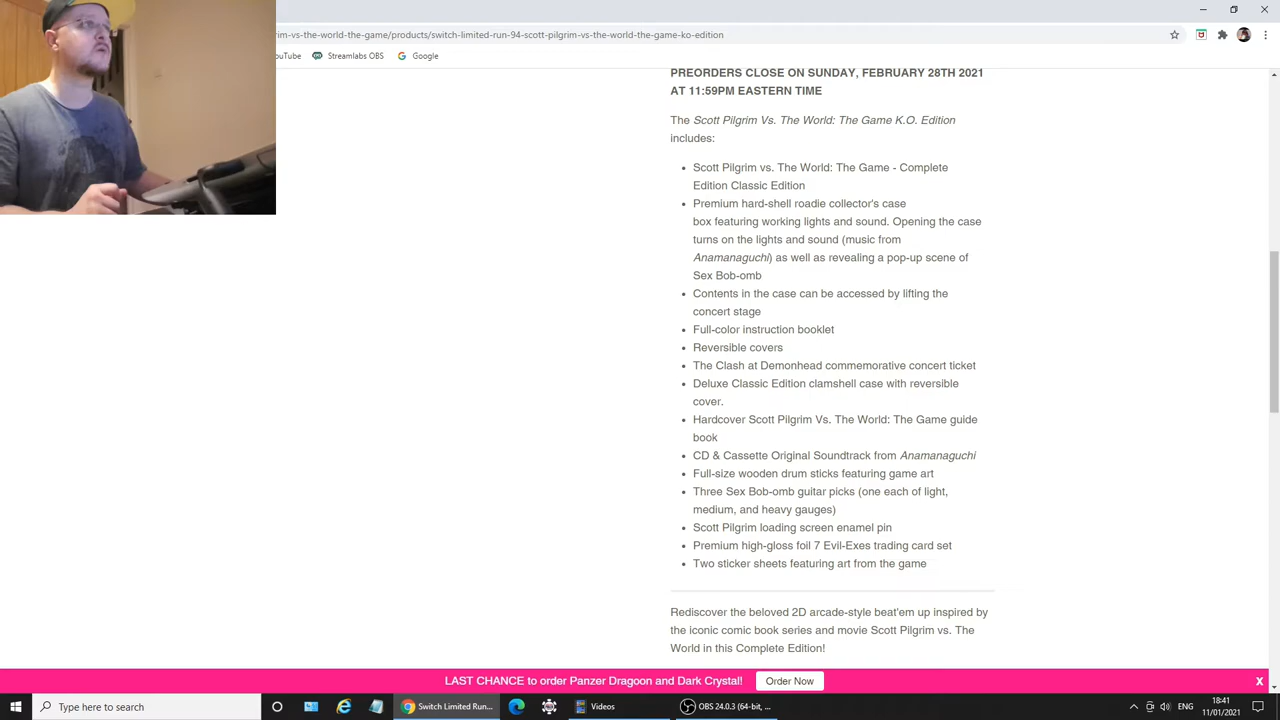 im-vs-the-world-the-game/products/switch-limited-run-94-scott-pilgrim-vs-the-world-the-game-ko-edition
ouTube Streamlabs OBS Google
PREORDERS CLOSE ON SUNDAY, FEBRUARY 28TH 2021
AT 11:59PM EASTERN TIME
The Scott Pilgrim Vs. The World: The Game K.O. Edition
includes:
Scott Pilgrim vs. The World: The Game - Complete
Edition Classic Edition
Premium hard-shell roadie collector's case
box featuring working lights and sound. Opening the case
turns on the lights and sound (music from
Anamanaguchi) as well as revealing a pop-up scene of
Sex Bob-omb
Contents in the case can be accessed by lifting the
concert stage
Full-color instruction booklet
Reversible covers
The Clash at Demonhead commemorative concert ticket
Deluxe Classic Edition clamshell case with reversible
cover.
Hardcover Scott Pilgrim Vs. The World: The Game guide
book
CD & Cassette Original Soundtrack from Anamanaguchi
Full-size wooden drum sticks featuring game art
Three Sex Bob-omb guitar picks (one each of light,
medium, and heavy gauges)
Scott Pilgrim loading screen enamel pin
Premium high-gloss foil 7 Evil-Exes trading card set
Two sticker sheets featuring art from the game
Rediscover the beloved 2D arcade-style beat'em up inspired by
the iconic comic book series and movie Scott Pilgrim vs. The
World in this Complete Edition!
LAST CHANCE to order Panzer Dragoon and Dark Crystal! Order Now X
Type here to search Switch Limited Run... Videos OBS 24.0.3 (64-bit, ... ENG 18:41
11/01/2021